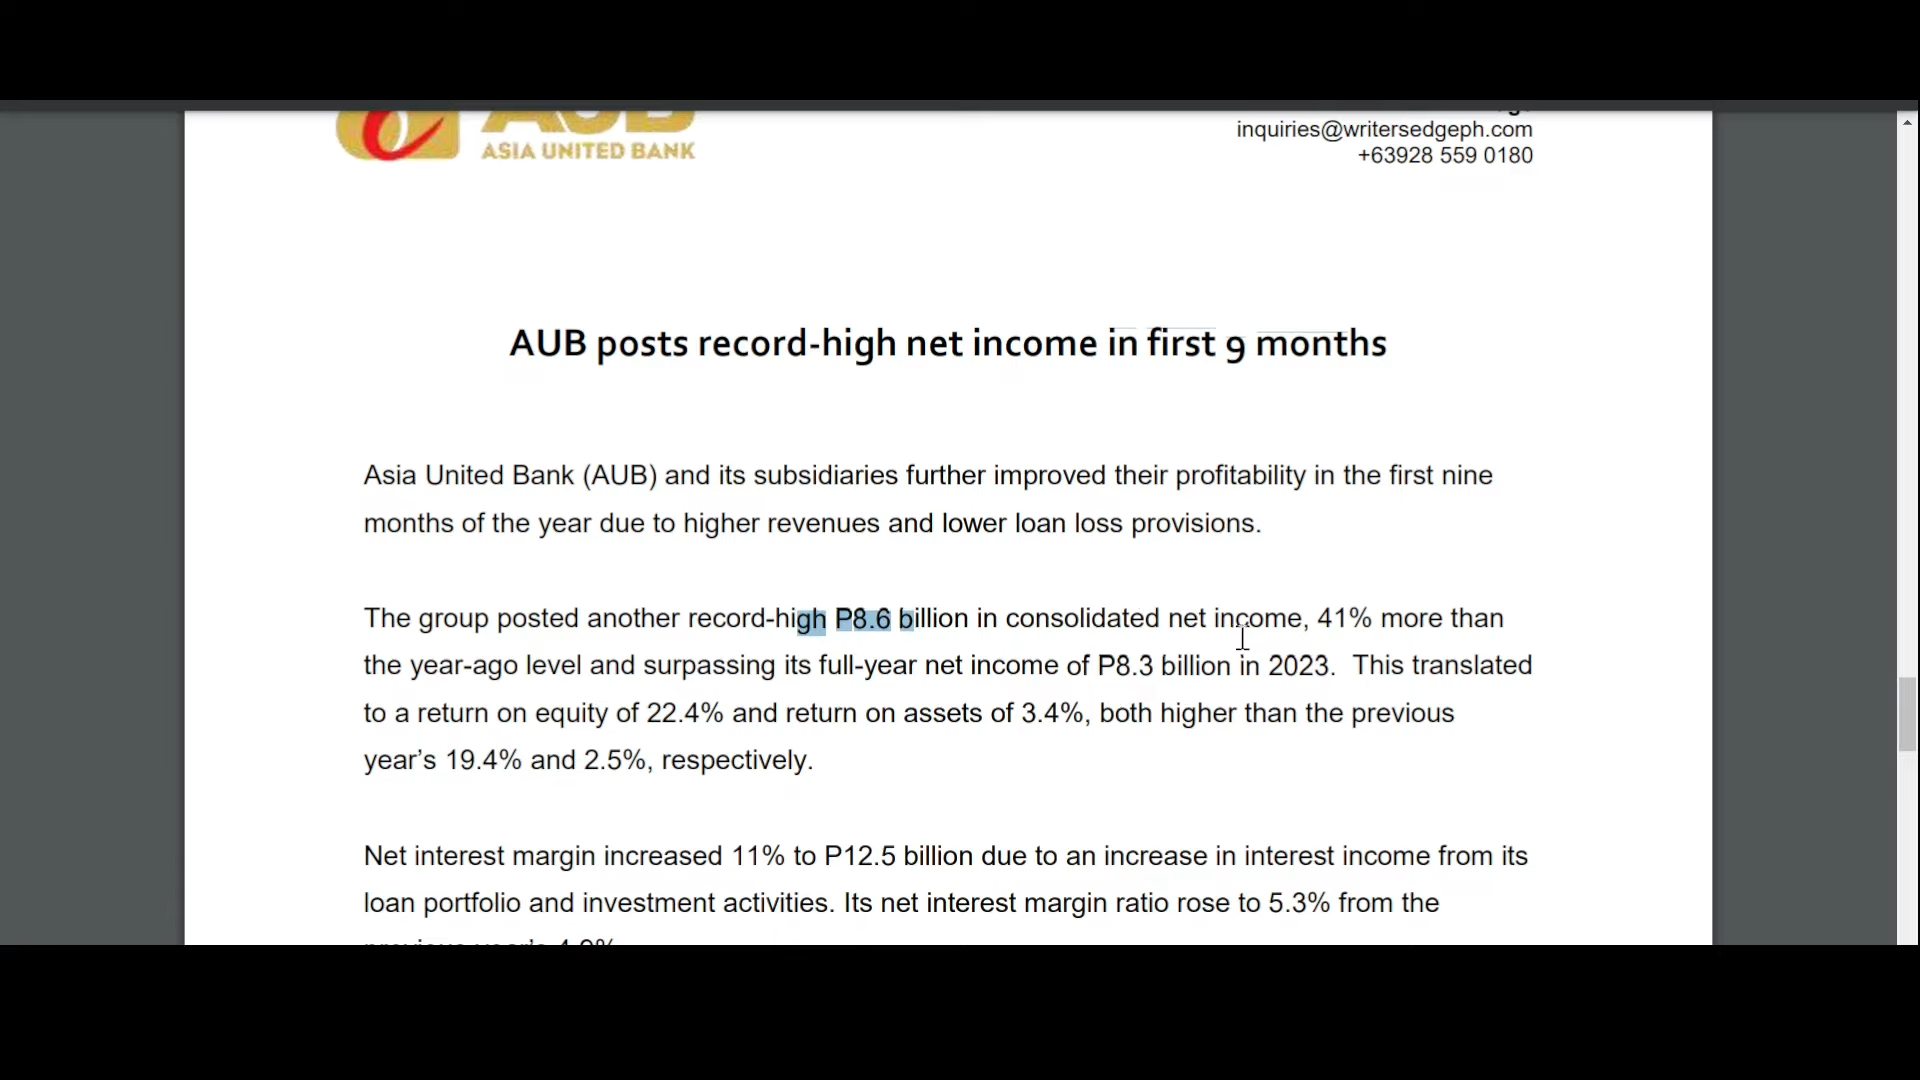 AUB
ASIA UNITED BANK
inquiries@writersedgeph.com
+63928 559 0180
AUB posts record-high net income in first 9 months
Asia United Bank (AUB) and its subsidiaries further improved their profitability in the first nine
months of the year due to higher revenues and lower loan loss provisions.
The group posted another record-high P8.6 billion in consolidated net income, 41% more than
the year-ago level and surpassing its full-year net income of P8.3 billion in 2023.  This translated
to a return on equity of 22.4% and return on assets of 3.4%, both higher than the previous
year’s 19.4% and 2.5%, respectively.
Net interest margin increased 11% to P12.5 billion due to an increase in interest income from its
loan portfolio and investment activities. Its net interest margin ratio rose to 5.3% from the
previous year’s